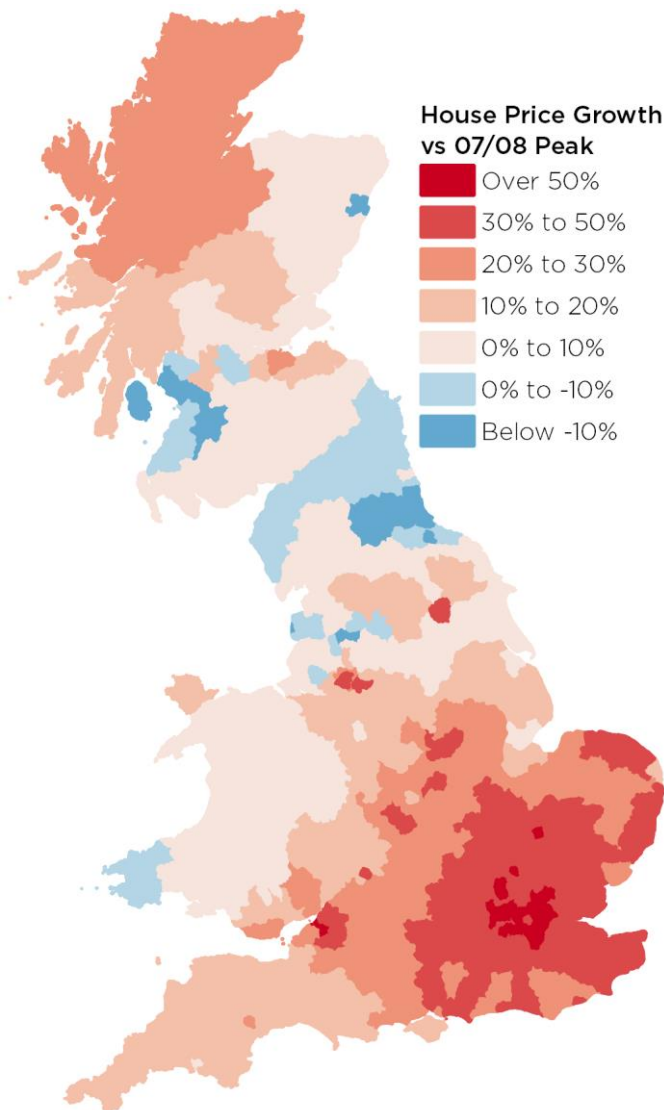 House Price Growth
vs 07/08 Peak
Over 50%
30% to 50%
20% to 30%
10% to 20%
0% to 10%
0% to -10%
Below -10%